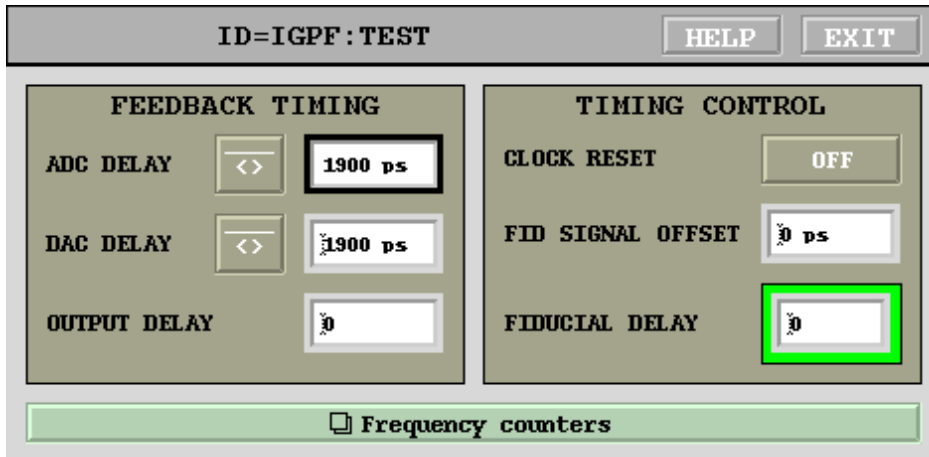 ID=IGPF:TEST HELP EXIT
FEEDBACK TIMING
ADC DELAY <> 1900 ps
DAC DELAY <> 1900 ps
OUTPUT DELAY 0
TIMING CONTROL
CLOCK RESET OFF
FID SIGNAL OFFSET 0 ps
FIDUCIAL DELAY 0
Frequency counters